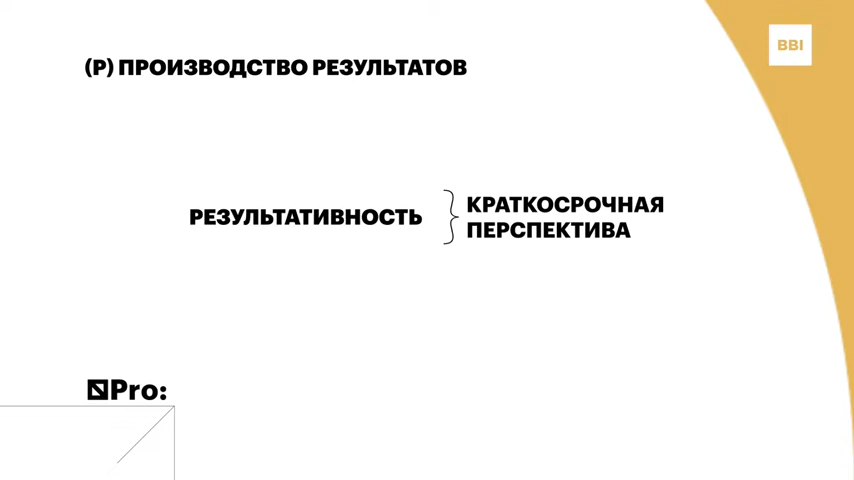 BBI
(P) ПРОИЗВОДСТВО РЕЗУЛЬТАТОВ
РЕЗУЛЬТАТИВНОСТЬ
КРАТКОСРОЧНАЯ
ПЕРСПЕКТИВА
Pro: